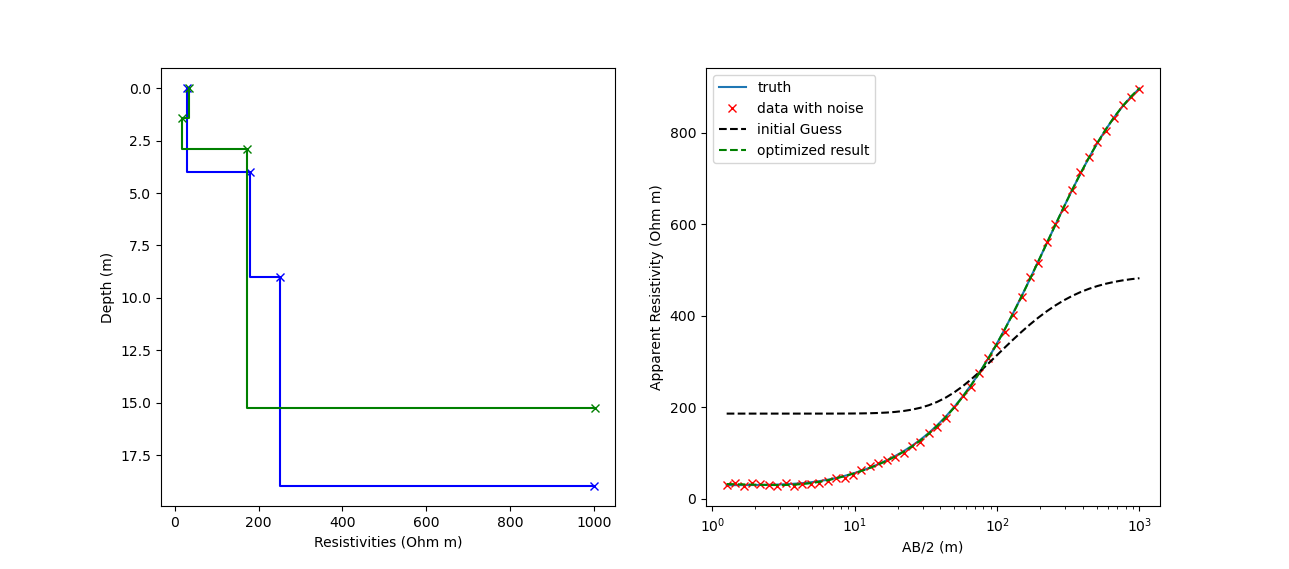 Depth (m)
0.0
2.5
5.0
7.5
10.0
12.5
15.0
17.5
0 200 400 600 800 1000
Resistivities (Ohm m)
Apparent Resistivity (Ohm m)
800
600
400
200
0
truth
data with noise
initial Guess
optimized result
10⁰ 10¹ 10² 10³
AB/2 (m)